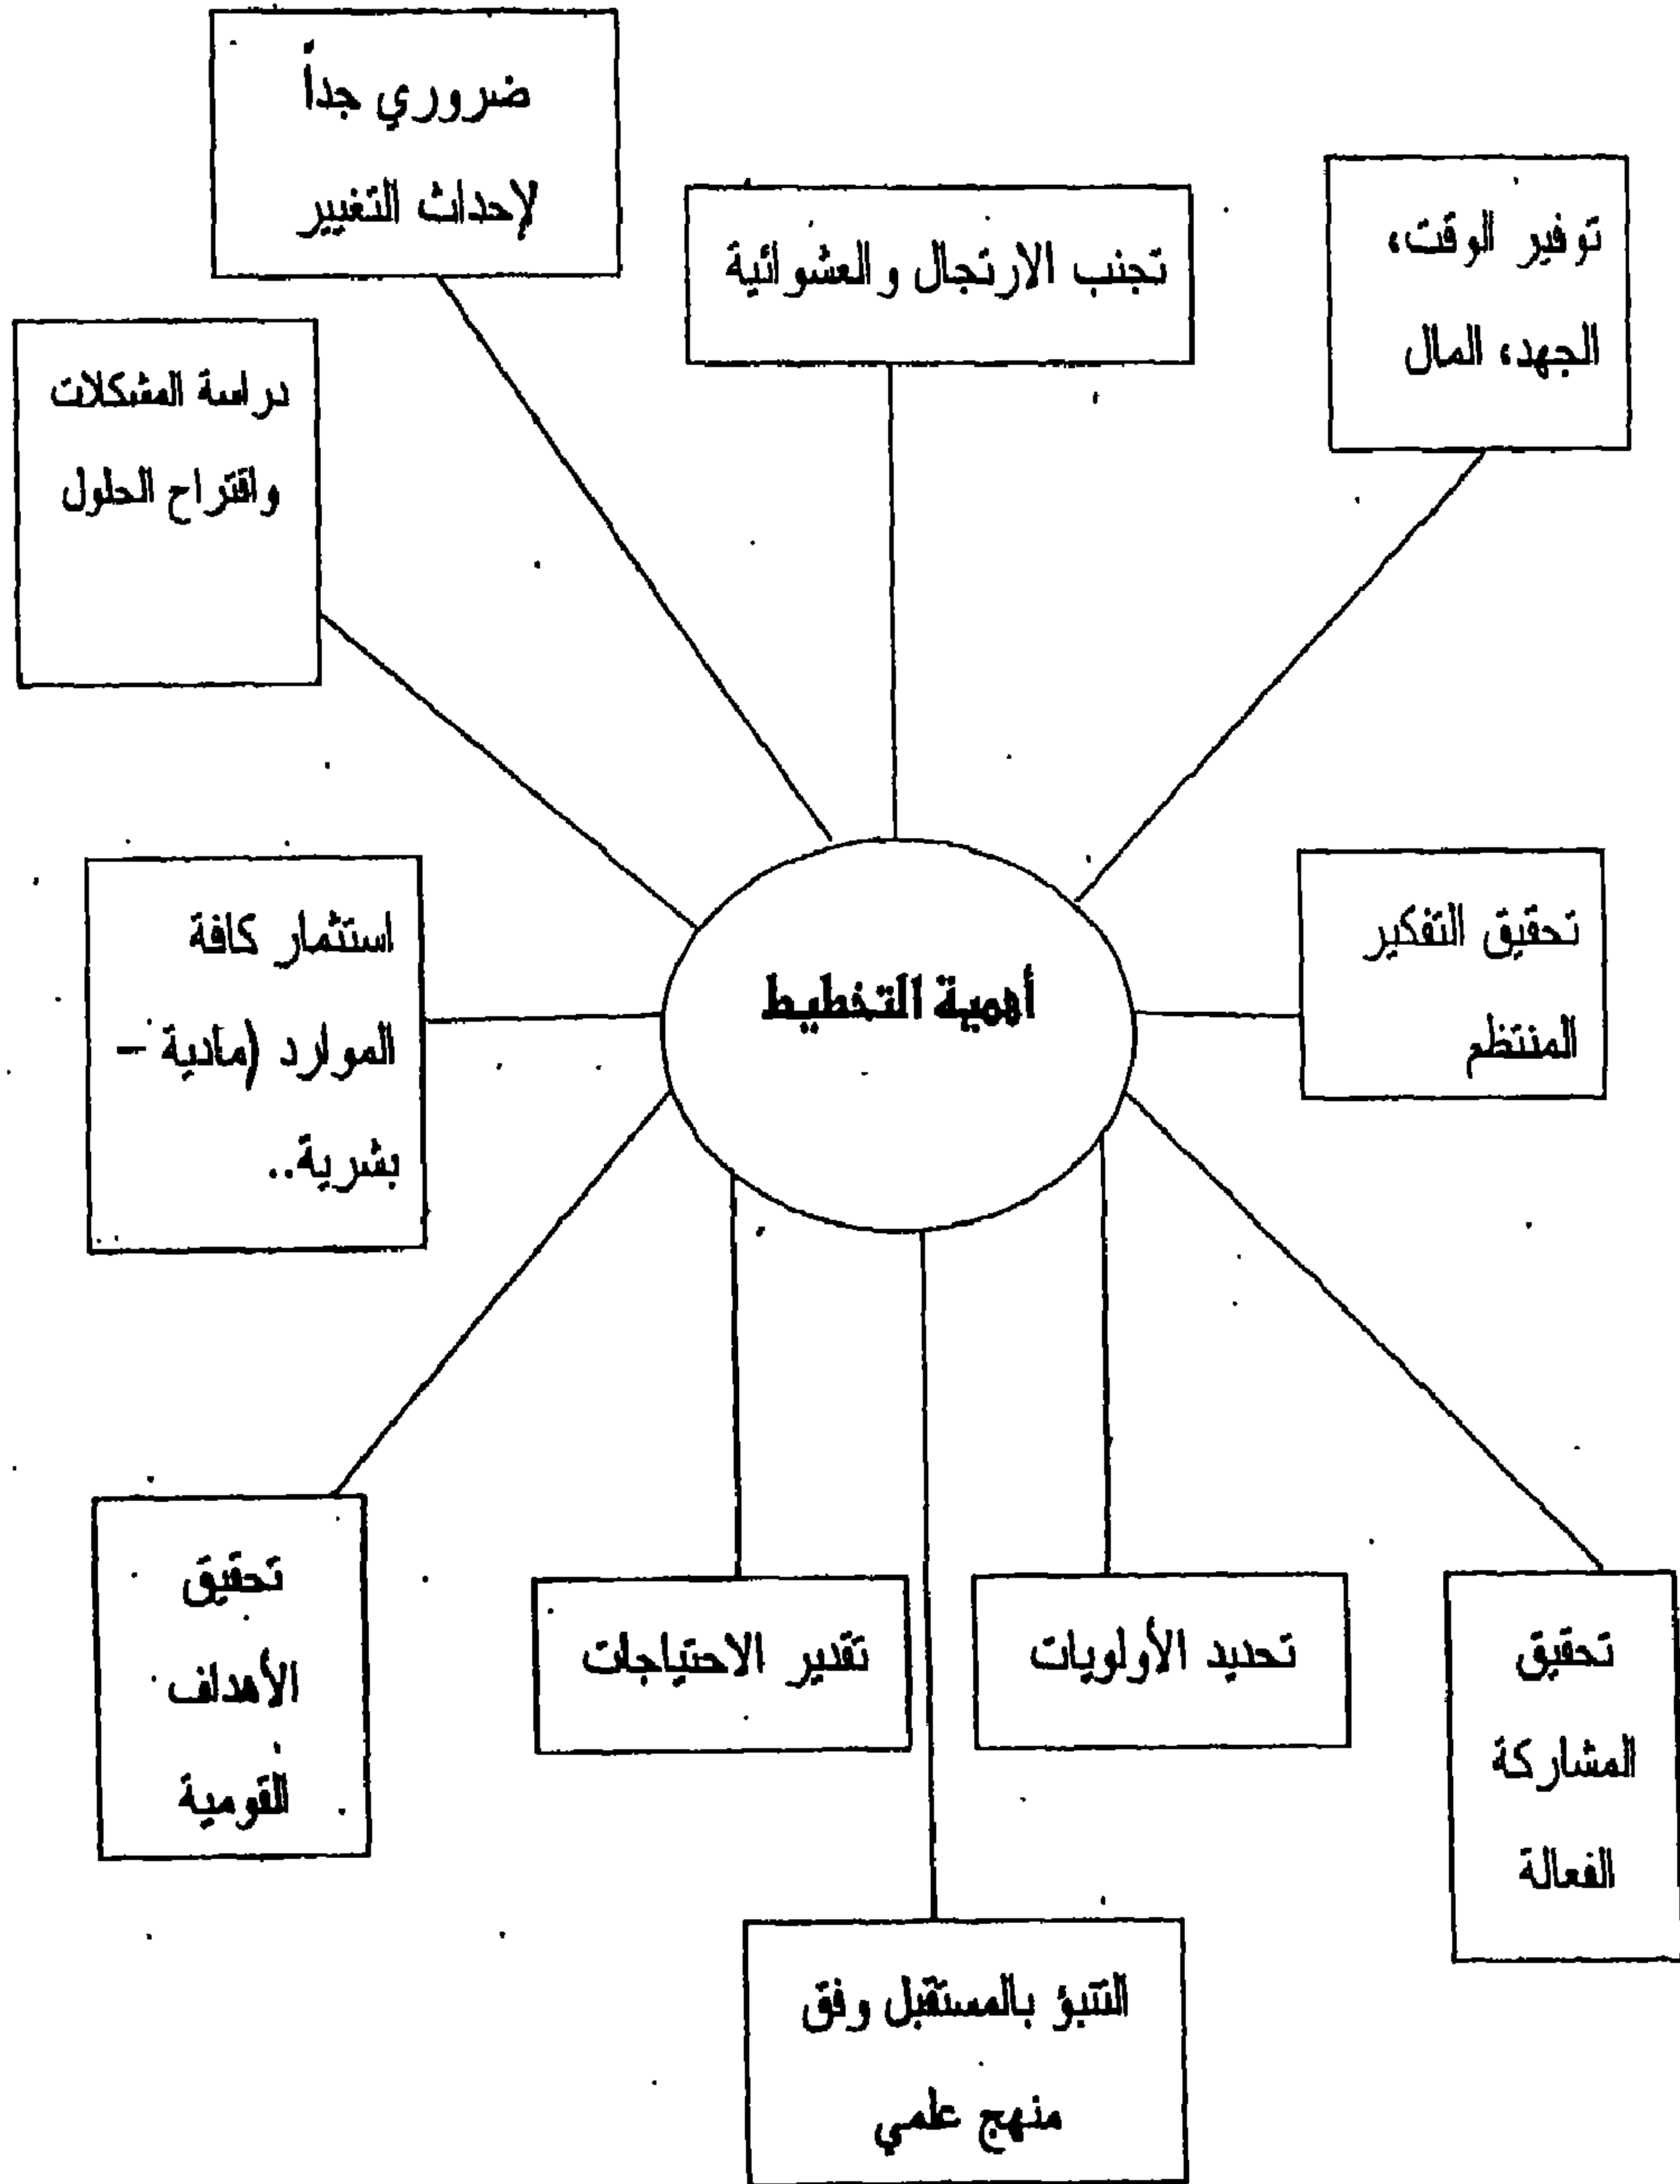 ضروري جداً
لإحداث التغيير
توفير الوقت،
الجهد، المال
تجنب الارتجال والعشوائية
دراسة المشكلات
واقتراح الحلول
أهمية التخطيط
تحقيق التفكير
المنتظم
استثمار كافة
الموارد (مادية –
بشرية..
تحقيق
المشاركة
الفعالة
تحديد الأولويات
تقدير الاحتياجات
تحقيق
الأهداف
القومية
التنبؤ بالمستقبل وفق
منهج علمي